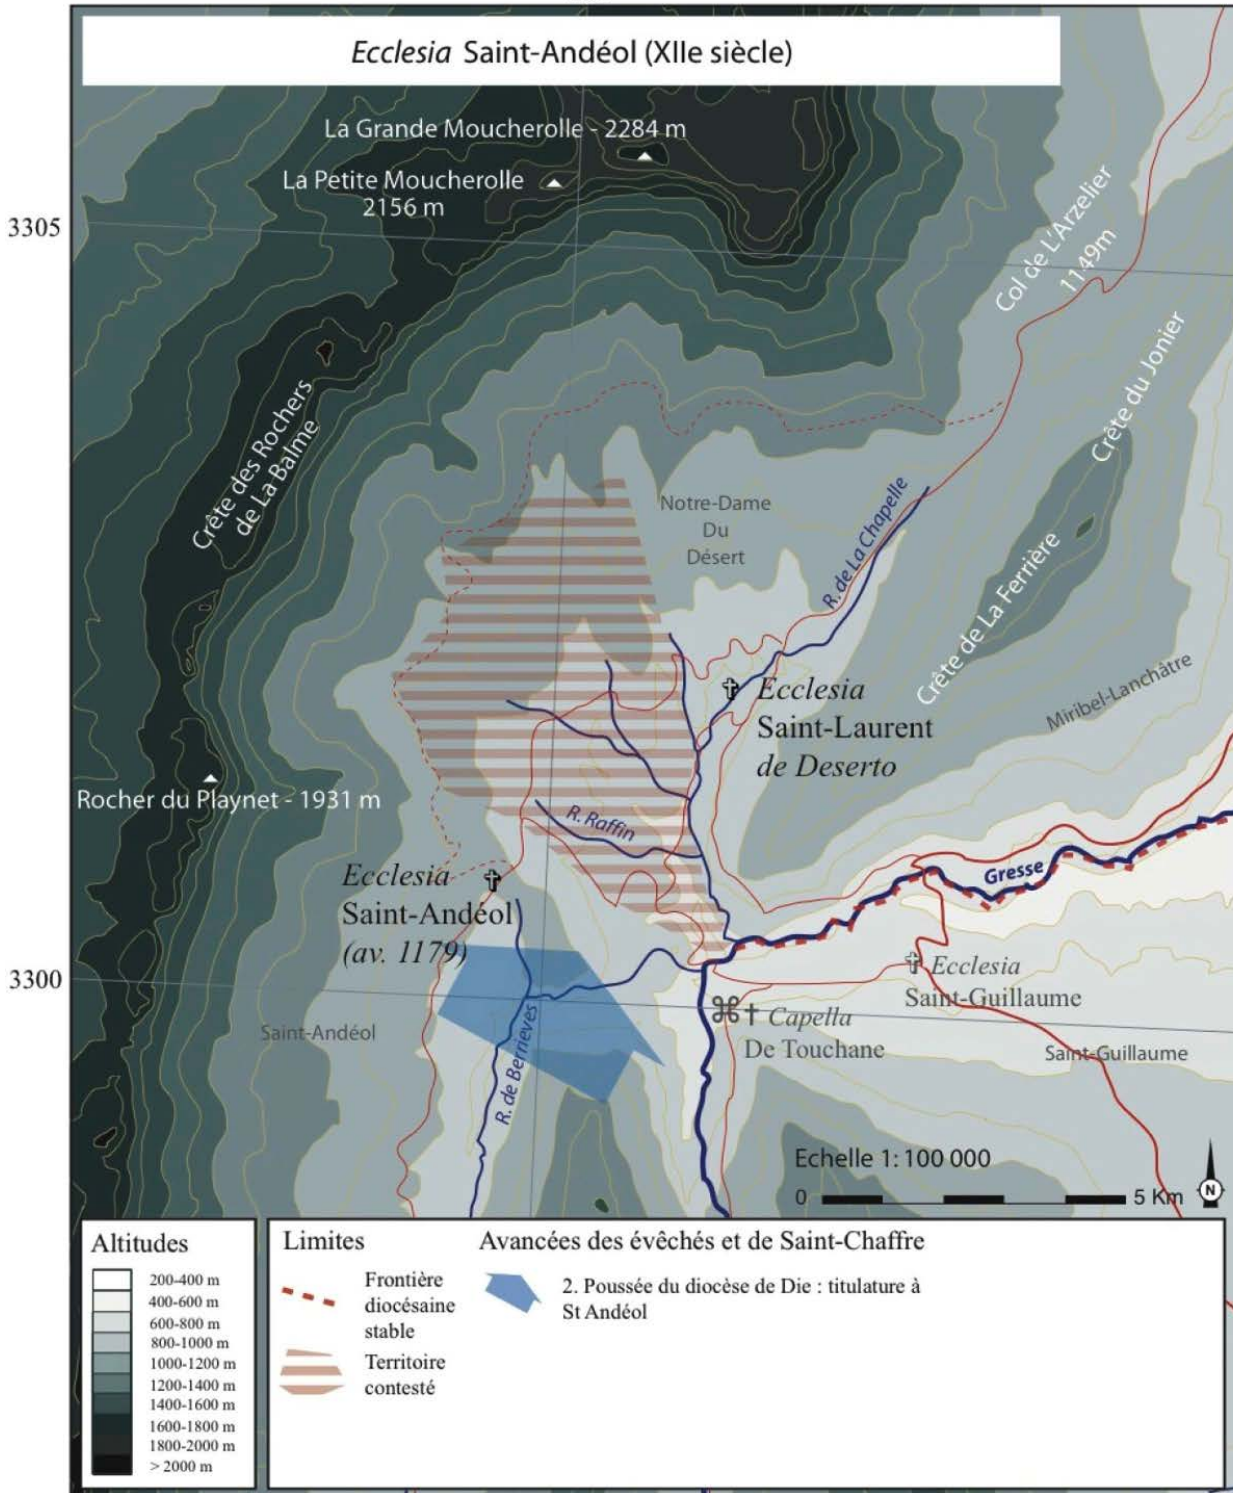 Ecclesia Saint-Andéol (XIIe siècle)
La Grande Moucherolle - 2284 m
La Petite Moucherolle
2156 m
3305
Col de L'Arzelier
1149m
Crête du Jonier
Crête des Rochers
de La Balme
Notre-Dame
Du
Désert
R. de La Chapelle
Crête de La Ferrière
Miribel-Lanchâtre
Ecclesia
Saint-Laurent
de Deserto
Rocher du Playnet - 1931 m
R. Raffin
Gresse
Ecclesia
Saint-Andéol
(av. 1179)
3300
Ecclesia
Saint-Guillaume
Capella
De Touchane
Saint-Andéol
R. de Berrieves
Saint-Guillaume
Echelle 1: 100 000
0 5 Km
N
Altitudes
200-400 m
400-600 m
600-800 m
800-1000 m
1000-1200 m
1200-1400 m
1400-1600 m
1600-1800 m
1800-2000 m
> 2000 m
Limites
Frontière
diocésaine
stable
Territoire
contesté
Avancées des évêchés et de Saint-Chaffre
2. Poussée du diocèse de Die : titulature à
St Andéol